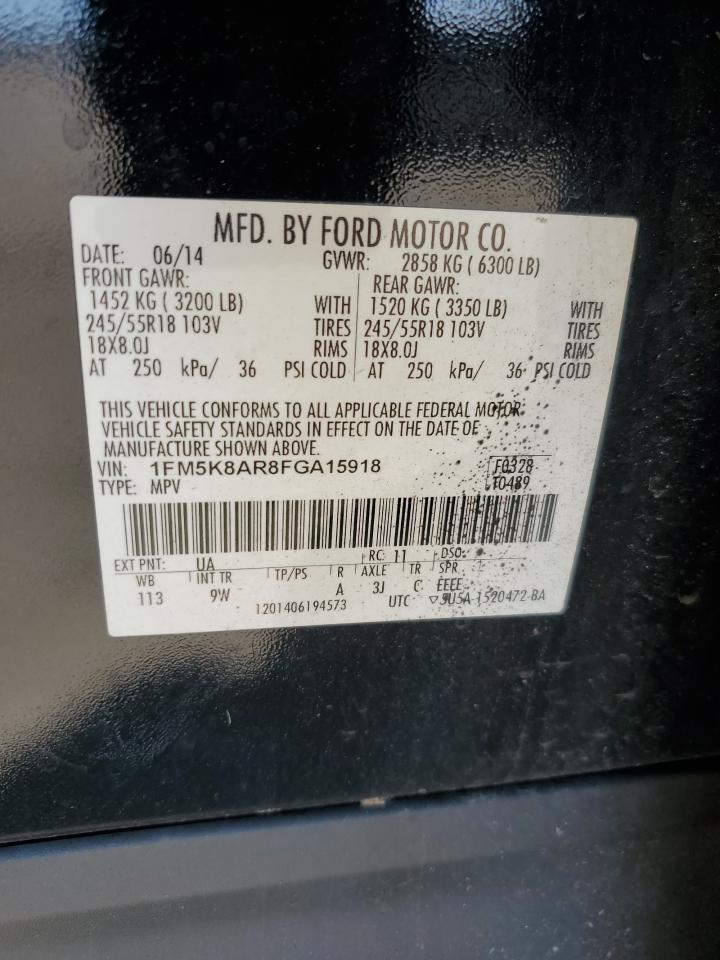 MFD. BY FORD MOTOR CO.
DATE: 06/14 GVWR: 2858 KG ( 6300 LB)
FRONT GAWR: REAR GAWR:
1452 KG ( 3200 LB) WITH 1520 KG ( 3350 LB) WITH
245/55R18 103V TIRES 245/55R18 103V TIRES
18X8.0J RIMS 18X8.0J RIMS
AT 250 kPa/ 36 PSI COLD AT 250 kPa/ 36 PSI COLD
THIS VEHICLE CONFORMS TO ALL APPLICABLE FEDERAL MOTOR
VEHICLE SAFETY STANDARDS IN EFFECT ON THE DATE OF
MANUFACTURE SHOWN ABOVE.
VIN: 1FM5K8AR8FGA15918 F0328
TYPE: MPV T0489
EXT PNT: UA RC: 11 DSO:
WB INT TR TP/PS R AXLE TR SPR
113 9W A 3J C EEEE
1201406194573 UTC ▽5U5A-1520472-BA